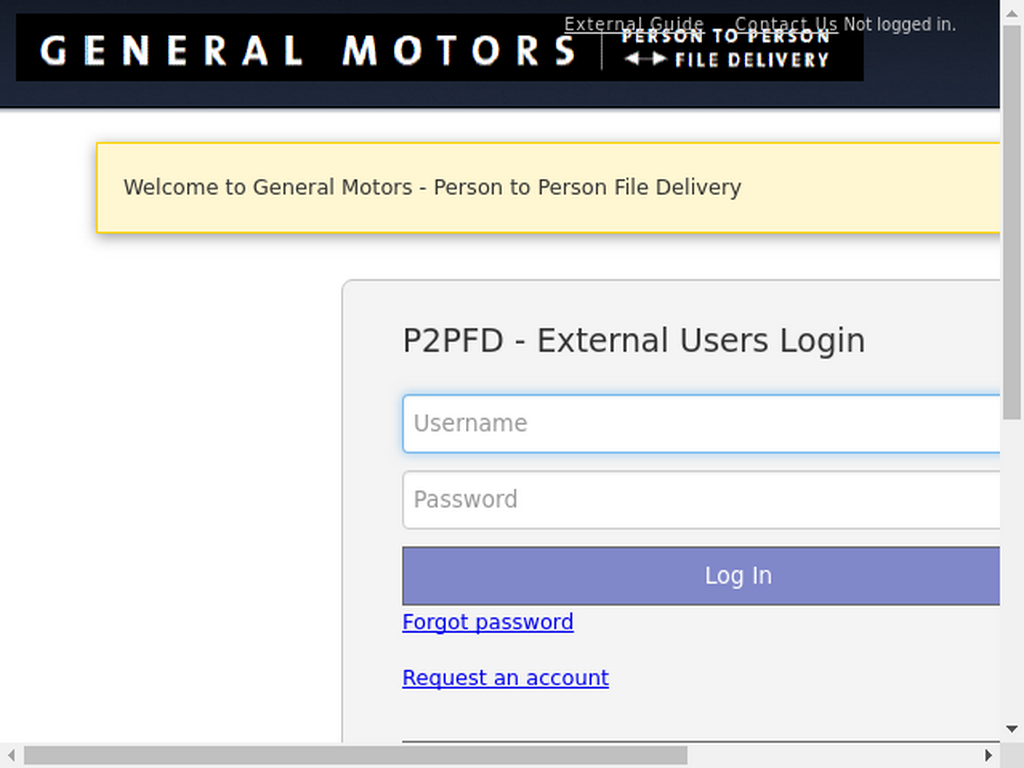 External Guide Contact Us Not logged in.
GENERAL MOTORS
PERSON TO PERSON
FILE DELIVERY
Welcome to General Motors - Person to Person File Delivery
P2PFD - External Users Login
Username
Password
Log In
Forgot password
Request an account